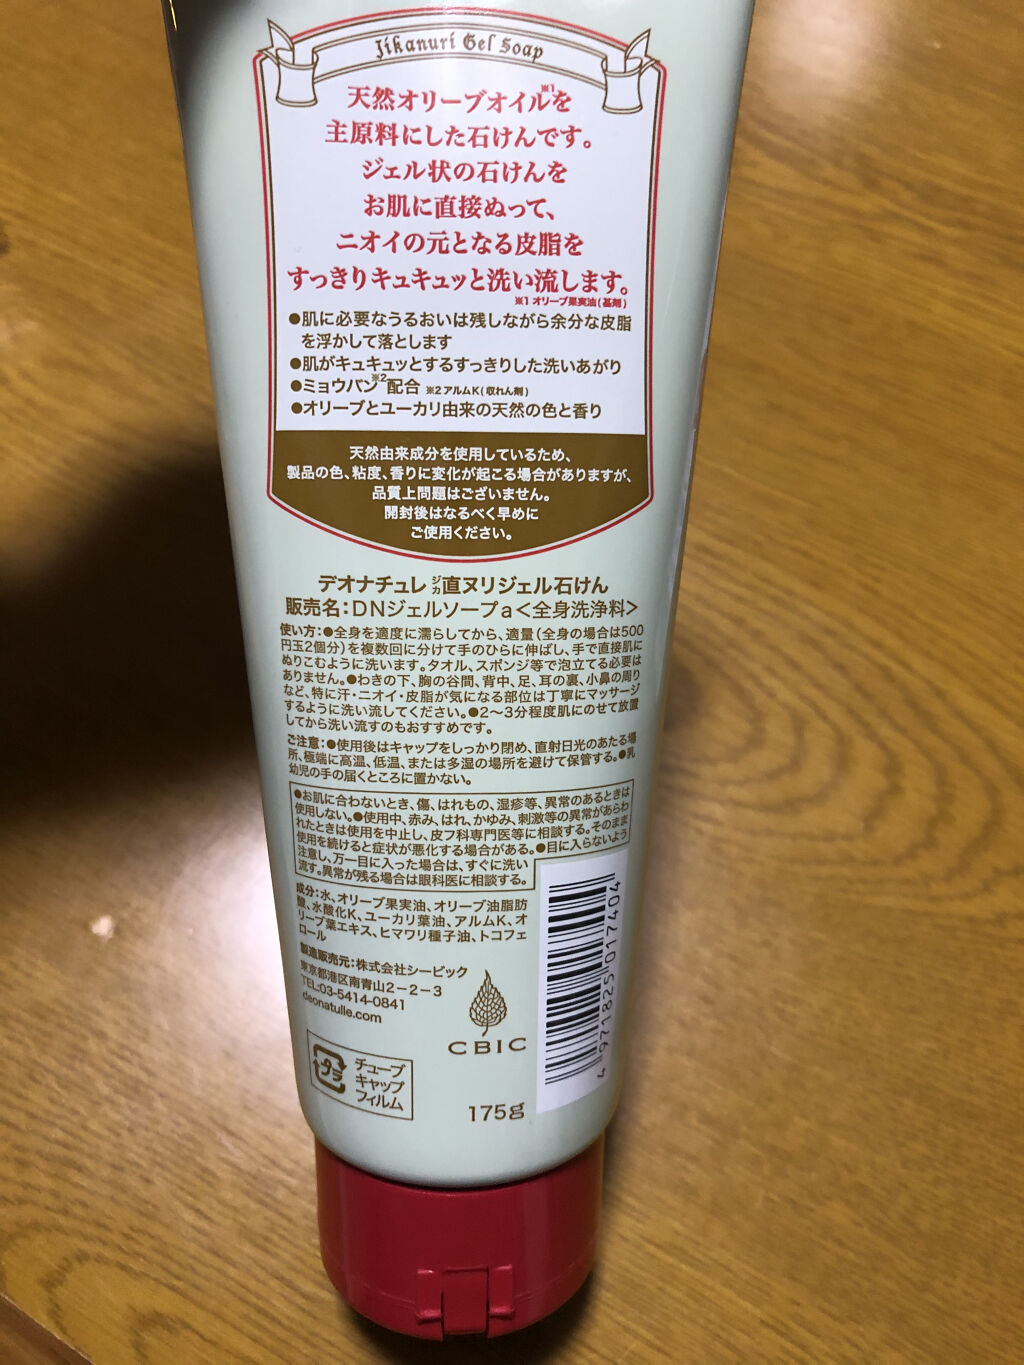 Jikanuri Gel Soap
天然オリーブオイル※1を
主原料にした石けんです。
ジェル状の石けんを
お肌に直接ぬって、
ニオイの元となる皮脂を
すっきりキュキュッと洗い流します。
※1 オリーブ果実油(基剤)
●肌に必要なうるおいは残しながら余分な皮脂
を浮かして落とします
●肌がキュキュッとするすっきりした洗いあがり
●ミョウバン※2配合 ※2 アルムK(収れん剤)
●オリーブとユーカリ由来の天然の色と香り
天然由来成分を使用しているため、
製品の色、粘度、香りに変化が起こる場合がありますが、
品質上問題はございません。
開封後はなるべく早めに
ご使用ください。
デオナチュレ 直ジカヌリジェル石けん
販売名:DNジェルソープa<全身洗浄料>
使い方:●全身を適度に濡らしてから、適量(全身の場合は500
円玉2個分)を複数回に分けて手のひらに伸ばし、手で直接肌に
ぬりこむように洗います。タオル、スポンジ等で泡立てる必要は
ありません。●わきの下、胸の谷間、背中、足、耳の裏、小鼻の周り
など、特に汗・ニオイ・皮脂が気になる部位は丁寧にマッサージ
するように洗い流してください。●2〜3分程度肌にのせて放置
してから洗い流すのもおすすめです。
ご注意:●使用後はキャップをしっかり閉め、直射日光のあたる場
所、極端に高温、低温、または多湿の場所を避けて保管する。●乳
幼児の手の届くところに置かない。
●お肌に合わないとき、傷、はれもの、湿疹等、異常のあるときは
使用しない。●使用中、赤み、はれ、かゆみ、刺激等の異常があらわ
れたときは使用を中止し、皮フ科専門医等に相談する。そのまま
使用を続けると症状が悪化する場合がある。●目に入らないよう
注意し、万一目に入った場合は、すぐに洗い
流す。異常が残る場合は眼科医に相談する。
成分:水、オリーブ果実油、オリーブ油脂肪
酸、水酸化K、ユーカリ葉油、アルムK、オ
リーブ葉エキス、ヒマワリ種子油、トコフェ
ロール
製造販売元:株式会社シービック
東京都港区南青山2-2-3
TEL:03-5414-0841
deonatulle.com
CBIC
プラ
チューブ
キャップ
フィルム
175g
4 971825 017404